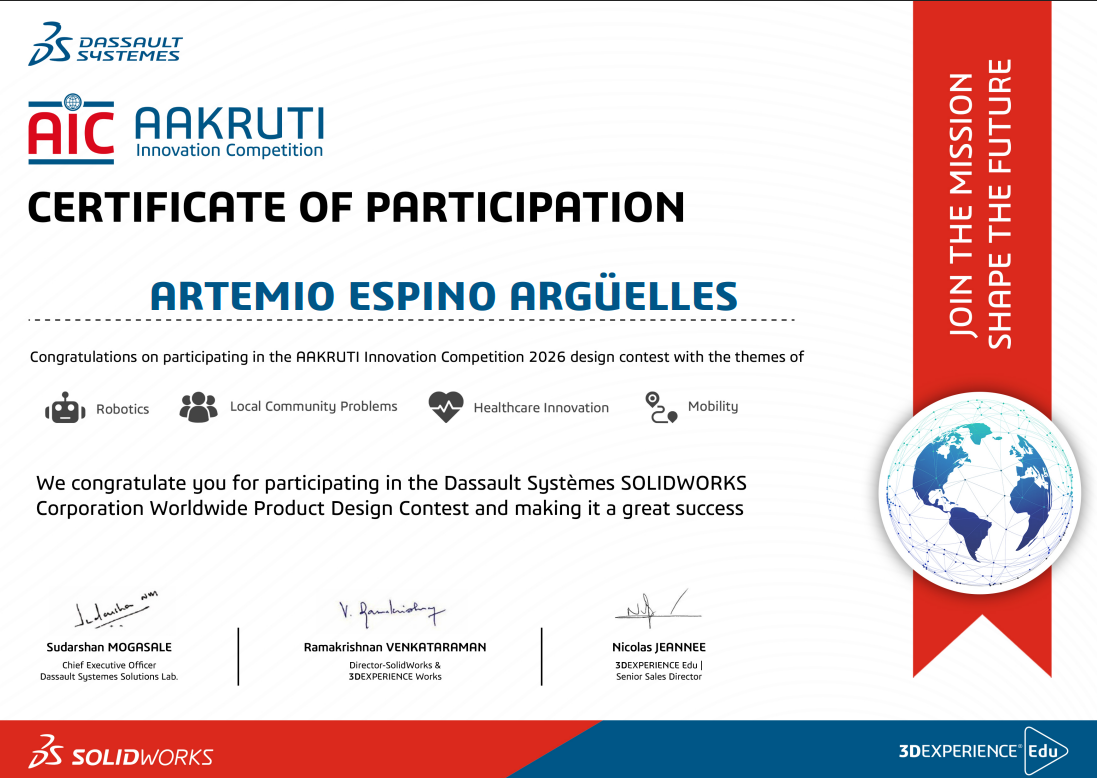 DASSAULT
SYSTEMES
AIC AAKRUTI
Innovation Competition
CERTIFICATE OF PARTICIPATION
ARTEMIO ESPINO ARGÜELLES
Congratulations on participating in the AAKRUTI Innovation Competition 2026 design contest with the themes of
Robotics Local Community Problems Healthcare Innovation Mobility
We congratulate you for participating in the Dassault Systèmes SOLIDWORKS
Corporation Worldwide Product Design Contest and making it a great success
Sudarshan MOGASALE
Chief Executive Officer
Dassault Systemes Solutions Lab.
V. Ramakrishnan
Ramakrishnan VENKATARAMAN
Director-SolidWorks &
3DEXPERIENCE Works
Nicolas JEANNEE
3DEXPERIENCE Edu |
Senior Sales Director
JOIN THE MISSION
SHAPE THE FUTURE
SOLIDWORKS
3DEXPERIENCE® Edu